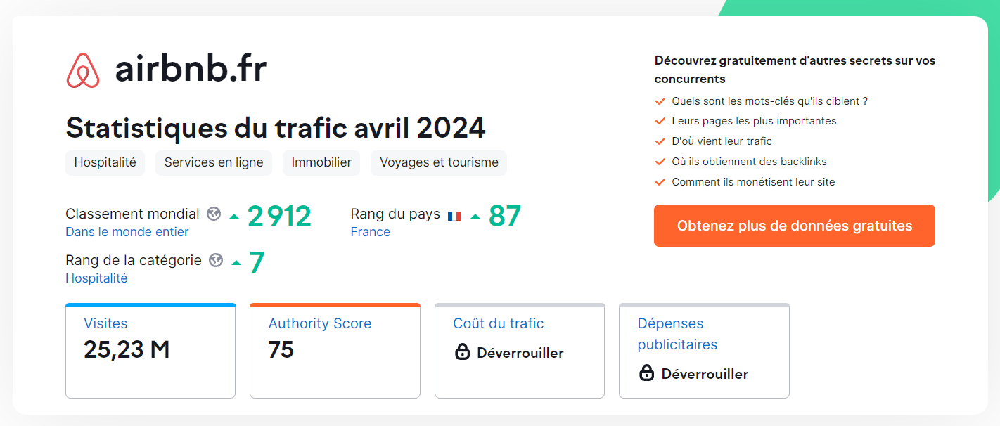 airbnb.fr
Statistiques du trafic avril 2024
Hospitalité Services en ligne Immobilier Voyages et tourisme
Classement mondial 2 912
Dans le monde entier
Rang du pays 87
France
Rang de la catégorie 7
Hospitalité
Découvrez gratuitement d'autres secrets sur vos
concurrents
Quels sont les mots-clés qu'ils ciblent ?
Leurs pages les plus importantes
D'où vient leur trafic
Où ils obtiennent des backlinks
Comment ils monétisent leur site
Obtenez plus de données gratuites
Visites
25,23 M
Authority Score
75
Coût du trafic
Déverrouiller
Dépenses
publicitaires
Déverrouiller